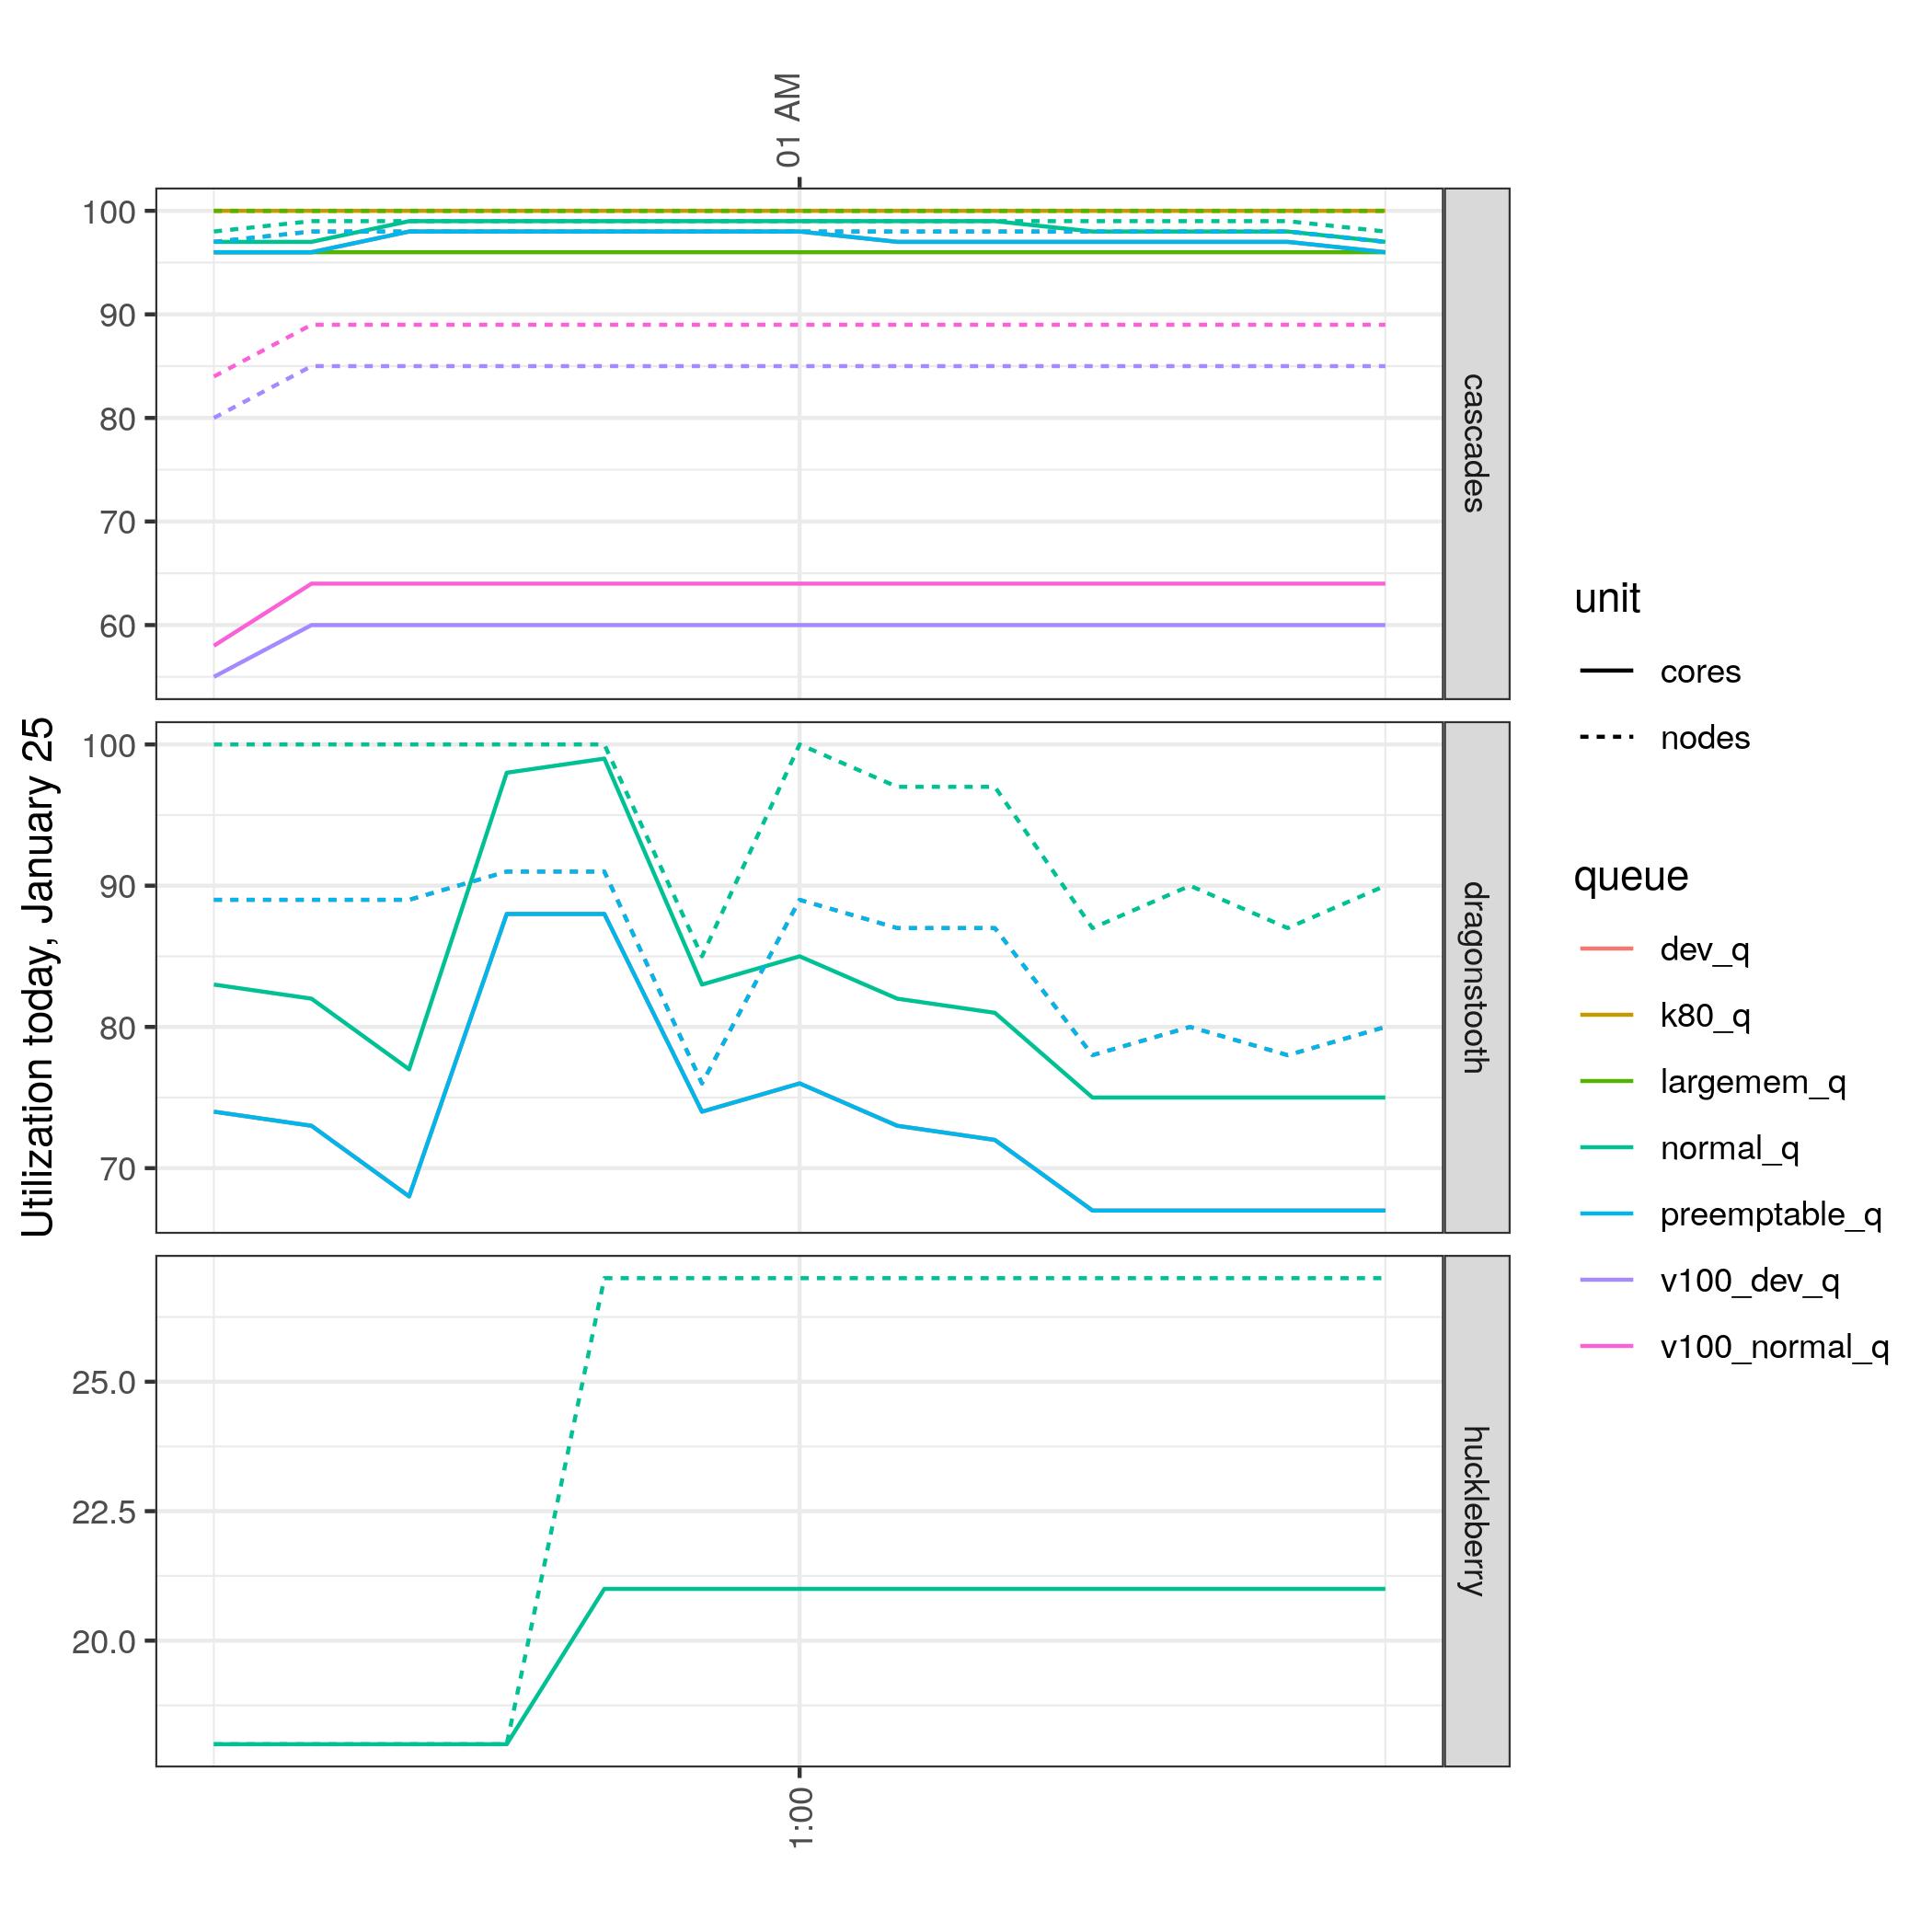 01 AM
100
90
80
70
60
cascades
Utilization today, January 25
100
90
80
70
dragonstooth
25.0
22.5
20.0
huckleberry
1:00
unit
cores
nodes
queue
dev_q
k80_q
largemem_q
normal_q
preemptable_q
v100_dev_q
v100_normal_q